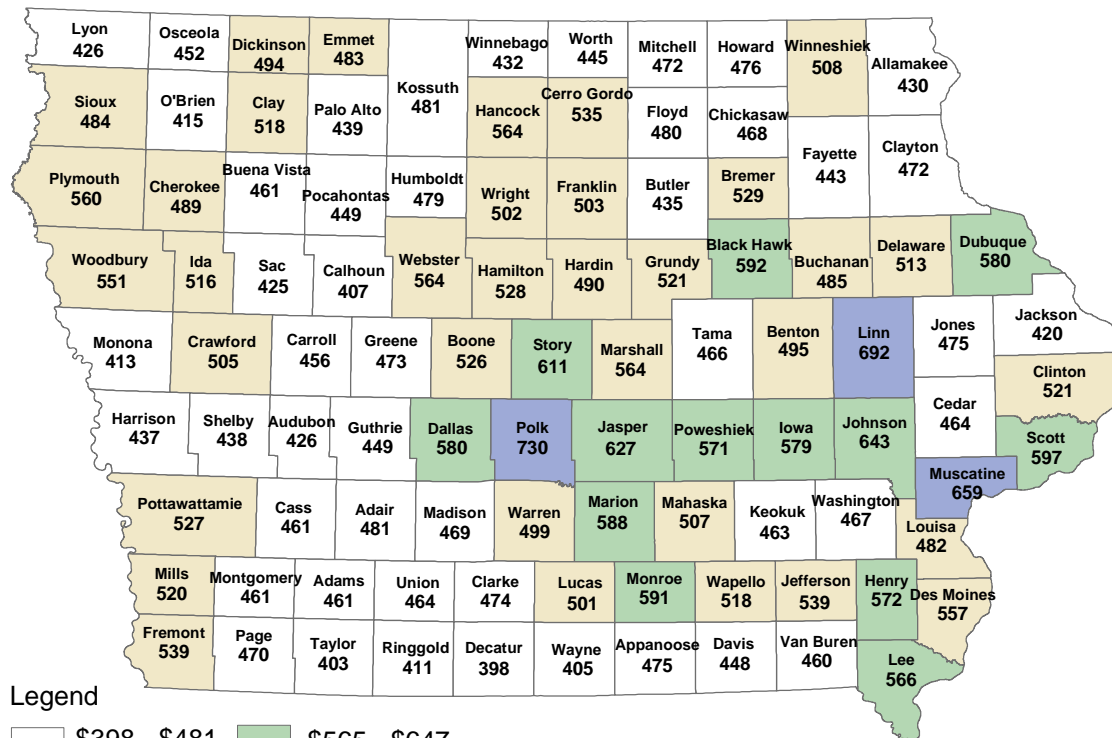 Lyon
426
Osceola
452
Dickinson
494
Emmet
483
Kossuth
481
Winnebago
432
Worth
445
Mitchell
472
Howard
476
Winneshiek
508
Allamakee
430
Sioux
484
O'Brien
415
Clay
518
Palo Alto
439
Hancock
564
Cerro Gordo
535
Floyd
480
Chickasaw
468
Fayette
443
Clayton
472
Plymouth
560
Cherokee
489
Buena Vista
461
Pocahontas
449
Humboldt
479
Wright
502
Franklin
503
Butler
435
Bremer
529
Woodbury
551
Ida
516
Sac
425
Calhoun
407
Webster
564
Hamilton
528
Hardin
490
Grundy
521
Black Hawk
592
Buchanan
485
Delaware
513
Dubuque
580
Monona
413
Crawford
505
Carroll
456
Greene
473
Boone
526
Story
611
Marshall
564
Tama
466
Benton
495
Linn
692
Jones
475
Jackson
420
Clinton
521
Harrison
437
Shelby
438
Audubon
426
Guthrie
449
Dallas
580
Polk
730
Jasper
627
Poweshiek
571
Iowa
579
Johnson
643
Cedar
464
Scott
597
Muscatine
659
Pottawattamie
527
Cass
461
Adair
481
Madison
469
Warren
499
Marion
588
Mahaska
507
Keokuk
463
Washington
467
Louisa
482
Mills
520
Montgomery
461
Adams
461
Union
464
Clarke
474
Lucas
501
Monroe
591
Wapello
518
Jefferson
539
Henry
572
Des Moines
557
Fremont
539
Page
470
Taylor
403
Ringgold
411
Decatur
398
Wayne
405
Appanoose
475
Davis
448
Van Buren
460
Lee
566
Legend
$398 - $481
$565 - $647